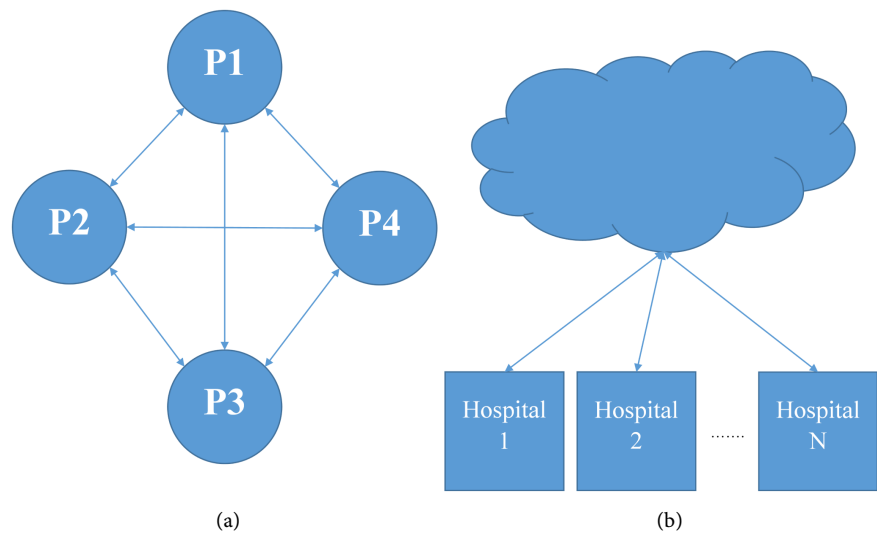 P1
P2
P4
P3
(a)
Hospital
1
Hospital
2
.......
Hospital
N
(b)